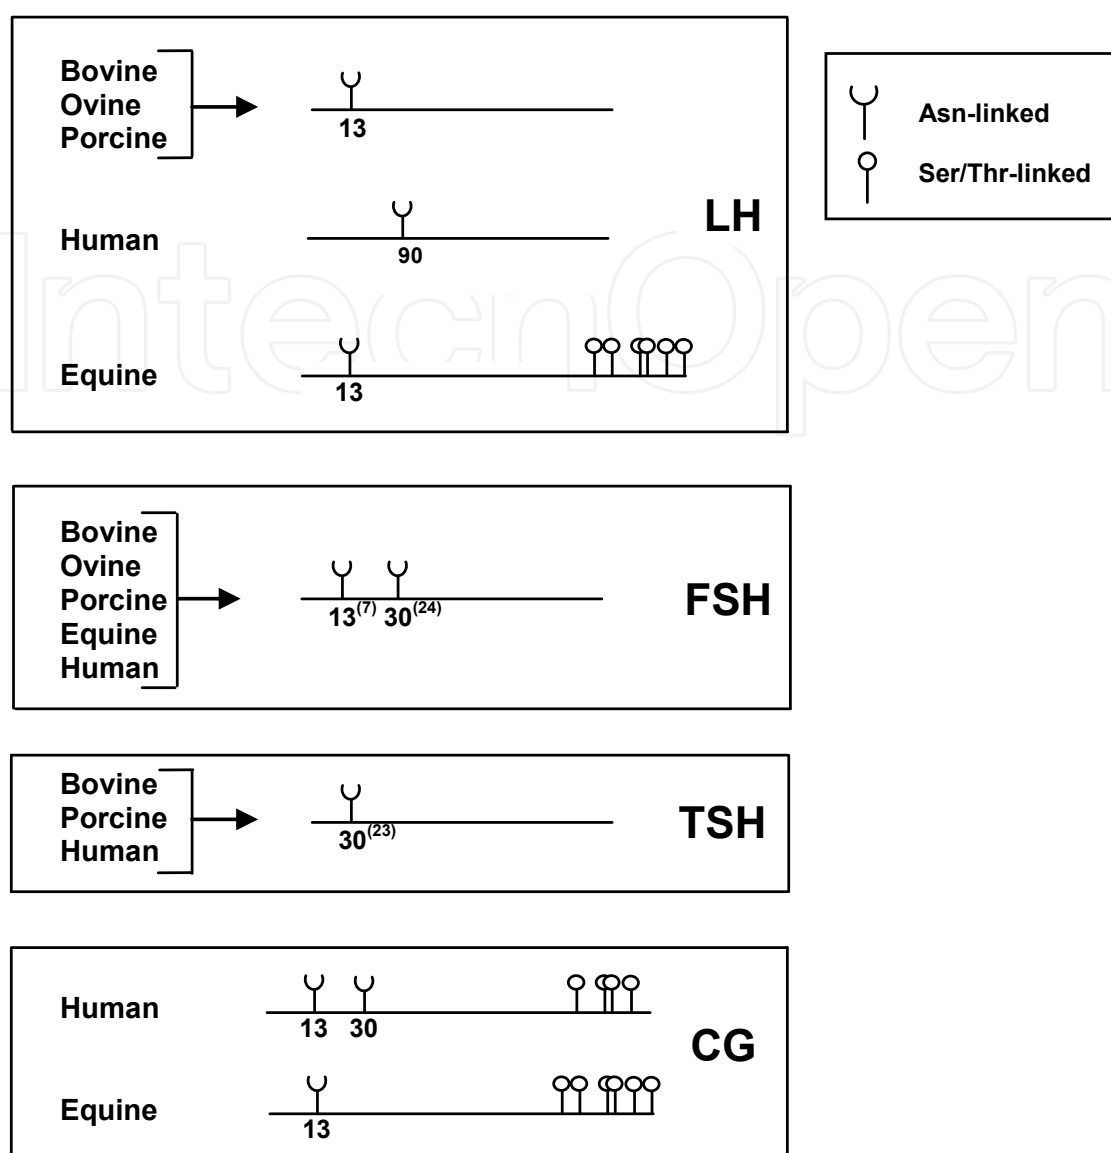 Bovine
Ovine
Porcine
13
Human
90
LH
Equine
13
Asn-linked
Ser/Thr-linked
IntechOpen
Bovine
Ovine
Porcine
Equine
Human
13(7) 30(24)
FSH
Bovine
Porcine
Human
30(23)
TSH
Human
13 30
CG
Equine
13